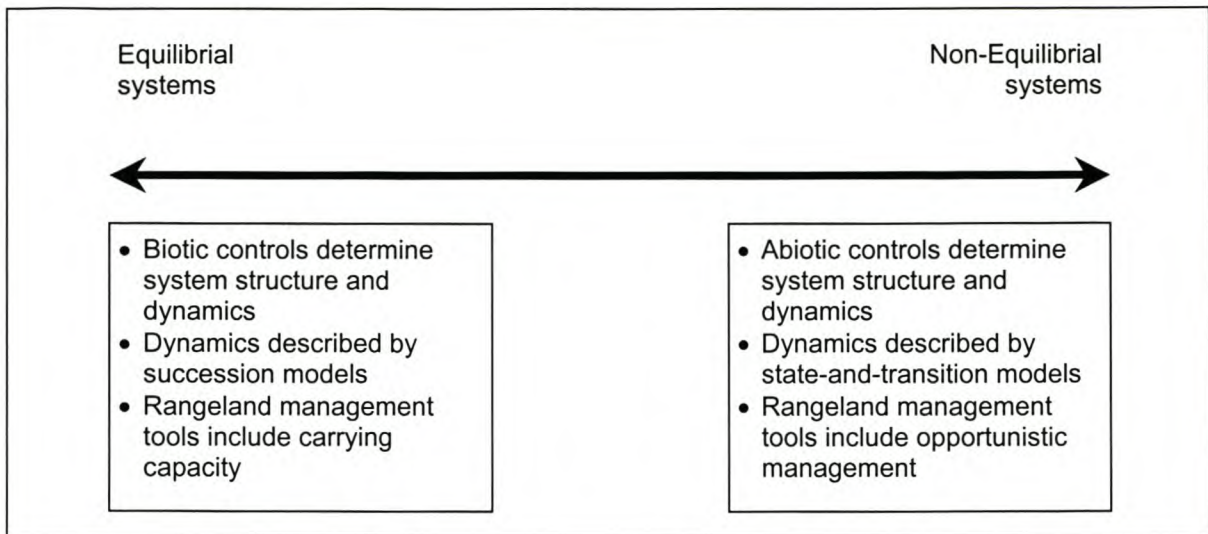 Equilibrial
systems
Non-Equilibrial
systems
• Biotic controls determine
system structure and
dynamics
• Dynamics described by
succession models
• Rangeland management
tools include carrying
capacity
• Abiotic controls determine
system structure and
dynamics
• Dynamics described by
state-and-transition models
• Rangeland management
tools include opportunistic
management